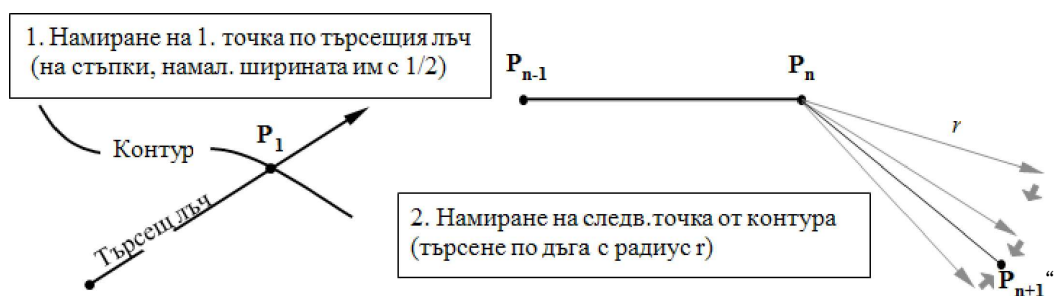 1. Намиране на 1. точка по търсещия лъч
(на стъпки, намал. ширината им с 1/2)
P1
Контур
Търсещ лъч
Pn-1
Pn
r
2. Намиране на следв.точка от контура
(търсене по дъга с радиус r)
Pn+1“